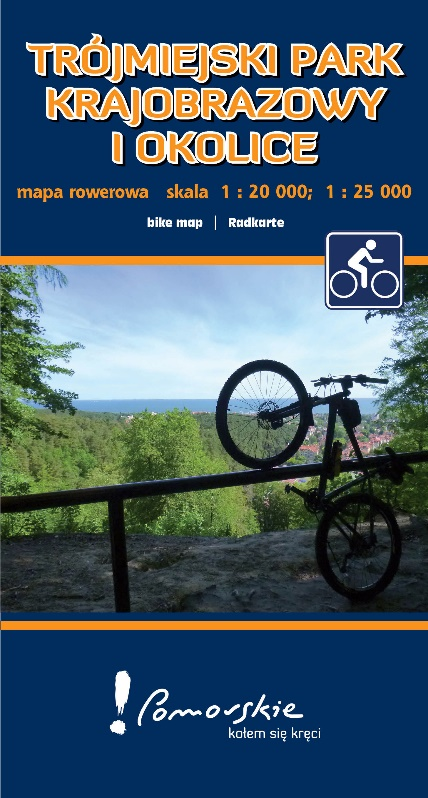 TRÓJMIEJSKI PARK
KRAJOBRAZOWY
I OKOLICE
mapa rowerowa skala 1 : 20 000; 1 : 25 000
bike map | Radkarte
Pomorskie
kołem się kręci